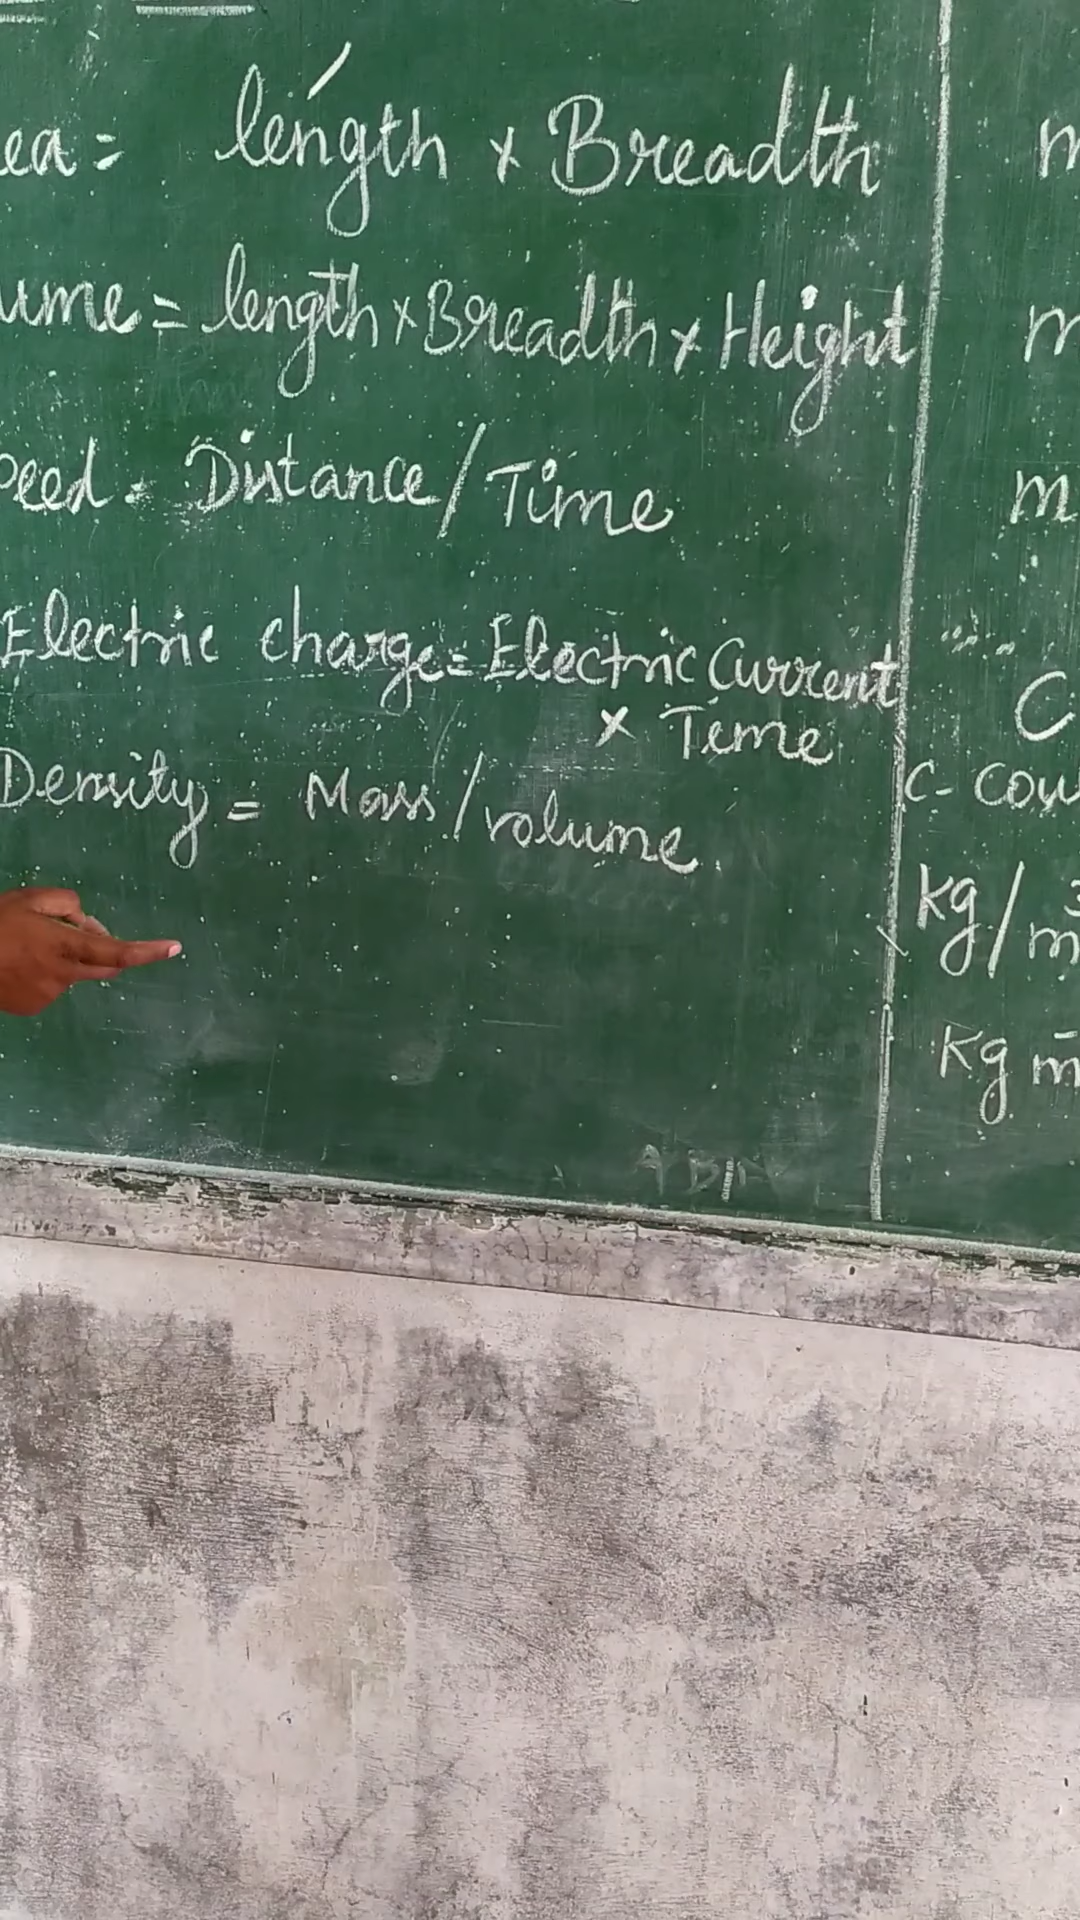 ea = length x Breadth m
ume = length x Breadth x Height m
peed = Distance / Time m
Electric charge = Electric Current C
x Teme
C - Cou
Density = Mass / volume
kg / m³
Kg m⁻